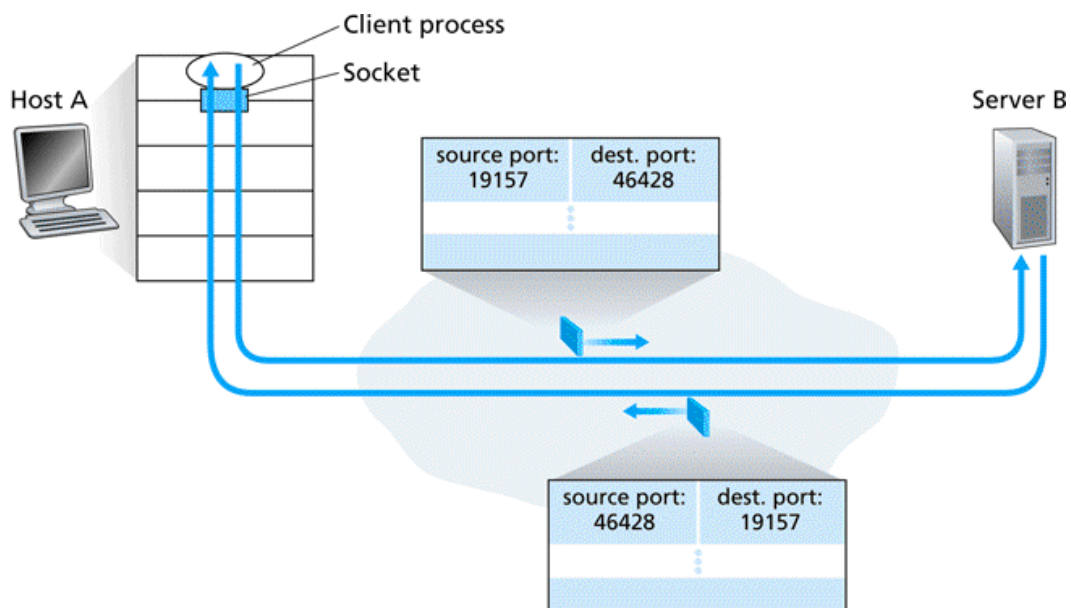 Client process
Socket
Host A
Server B
source port:
19157
dest. port:
46428
source port:
46428
dest. port:
19157